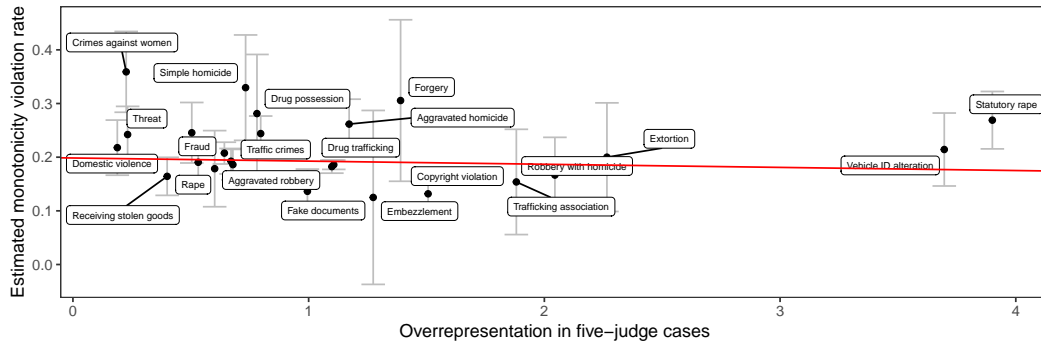 Estimated monotonicity violation rate
0.4
0.3
0.2
0.1
0.0
Crimes against women
Simple homicide
Statutory rape
Forgery
Drug possession
Threat
Aggravated homicide
Extortion
Fraud
Traffic crimes
Drug trafficking
Domestic violence
Robbery with homicide
Vehicle ID alteration
Rape
Aggravated robbery
Copyright violation
Receiving stolen goods
Fake documents
Embezzlement
Trafficking association
0
1
2
3
4
Overrepresentation in five−judge cases